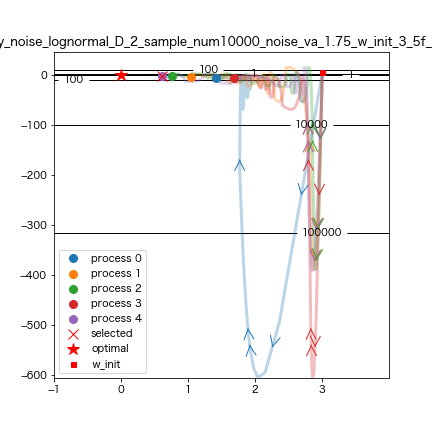 y_noise_lognormal_D_2_sample_num10000_noise_va_1.75_w_init_3_5f_
0
−100
−200
−300
−400
−500
−600
−1
0
1
2
3
100
100
1
1
10000
100000
process 0
process 1
process 2
process 3
process 4
selected
optimal
w_init